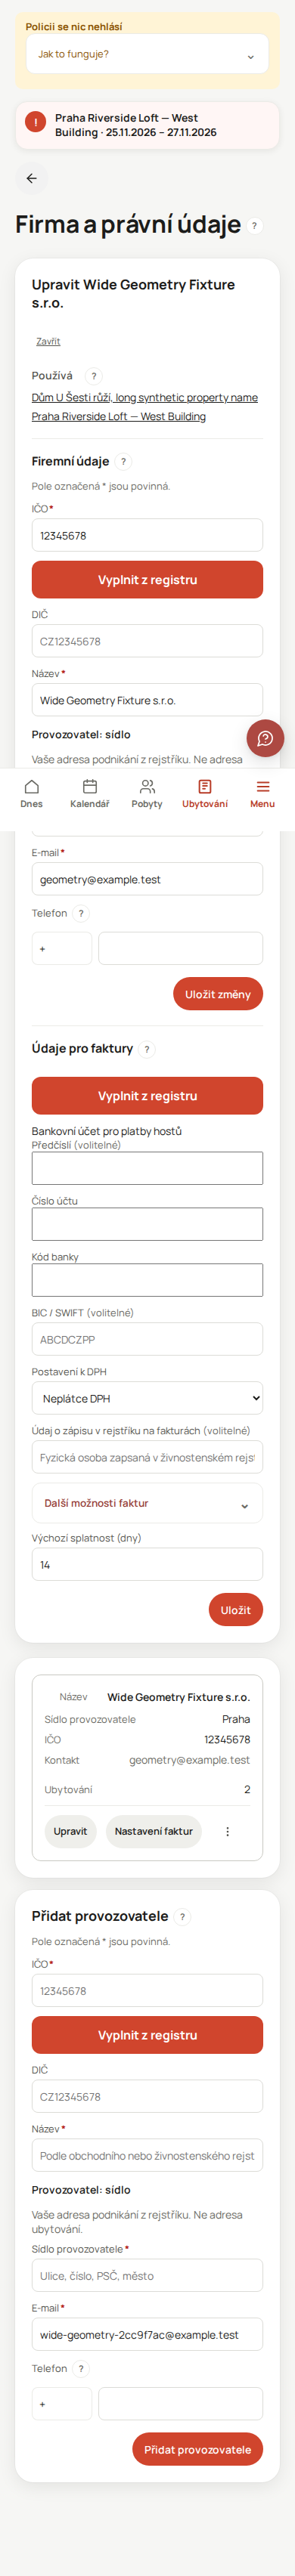 Policii se nic nehlásí
Jak to funguje?
!
Praha Riverside Loft — West
Building · 25.11.2026 – 27.11.2026
Firma a právní údaje ?
Upravit Wide Geometry Fixture
s.r.o.
Zavřít
Používá ?
Dům U Šesti růží, long synthetic property name
Praha Riverside Loft — West Building
Firemní údaje ?
Pole označená * jsou povinná.
IČO *
12345678
Vyplnit z registru
DIČ
CZ12345678
Název *
Wide Geometry Fixture s.r.o.
Provozovatel: sídlo
Vaše adresa podnikání z rejstříku. Ne adresa
Dnes
Kalendář
Pobyty
Ubytování
Menu
E-mail *
geometry@example.test
Telefon ?
+
Uložit změny
Údaje pro faktury ?
Vyplnit z registru
Bankovní účet pro platby hostů
Předčíslí (volitelné)
Číslo účtu
Kód banky
BIC / SWIFT (volitelné)
ABCDCZPP
Postavení k DPH
Neplátce DPH
Údaj o zápisu v rejstříku na fakturách (volitelné)
Fyzická osoba zapsaná v živnostenském rejst
Další možnosti faktur
Výchozí splatnost (dny)
14
Uložit
Název Wide Geometry Fixture s.r.o.
Sídlo provozovatele Praha
IČO 12345678
Kontakt geometry@example.test
Ubytování 2
Upravit
Nastavení faktur
Přidat provozovatele ?
Pole označená * jsou povinná.
IČO *
12345678
Vyplnit z registru
DIČ
CZ12345678
Název *
Podle obchodního nebo živnostenského rejst
Provozovatel: sídlo
Vaše adresa podnikání z rejstříku. Ne adresa
ubytování.
Sídlo provozovatele *
Ulice, číslo, PSČ, město
E-mail *
wide-geometry-2cc9f7ac@example.test
Telefon ?
+
Přidat provozovatele